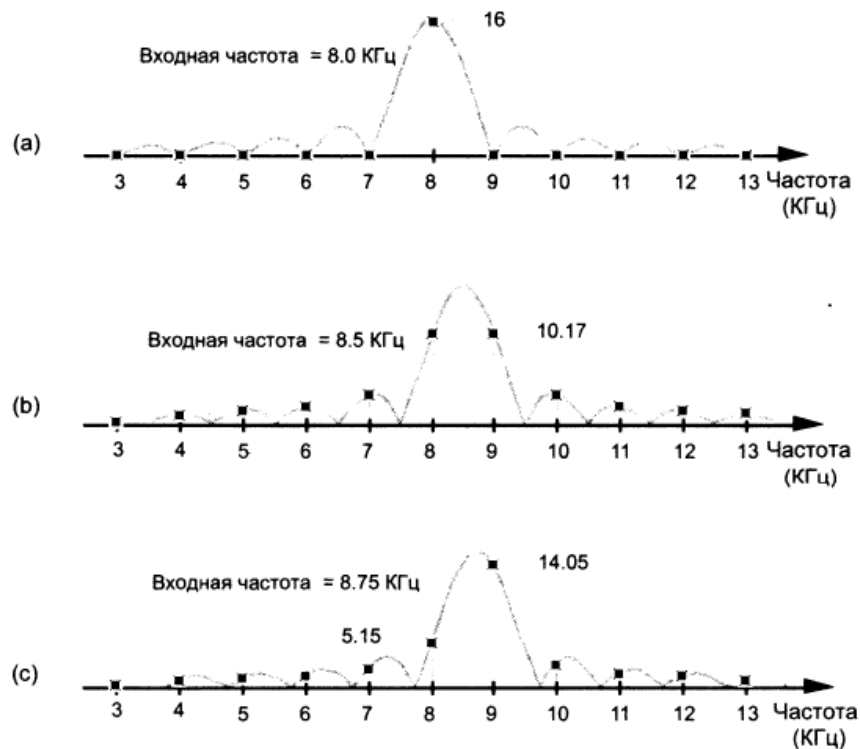 16
Входная частота = 8.0 КГц
(a)
3 4 5 6 7 8 9 10 11 12 13 Частота
(КГц)
10.17
Входная частота = 8.5 КГц
(b)
3 4 5 6 7 8 9 10 11 12 13 Частота
(КГц)
14.05
Входная частота = 8.75 КГц
5.15
(c)
3 4 5 6 7 8 9 10 11 12 13 Частота
(КГц)